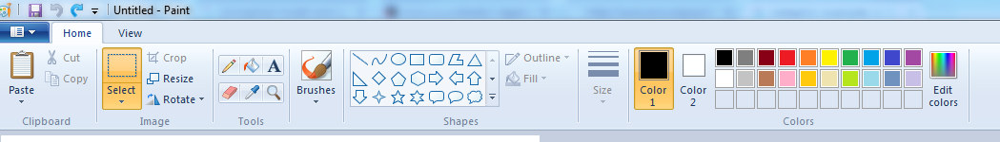 Untitled - Paint
Home View
Paste
Cut
Copy
Clipboard
Select
Crop
Resize
Rotate
Image
A
Tools
Brushes
Outline
Fill
Shapes
Size
Color
1
Color
2
Edit
colors
Colors